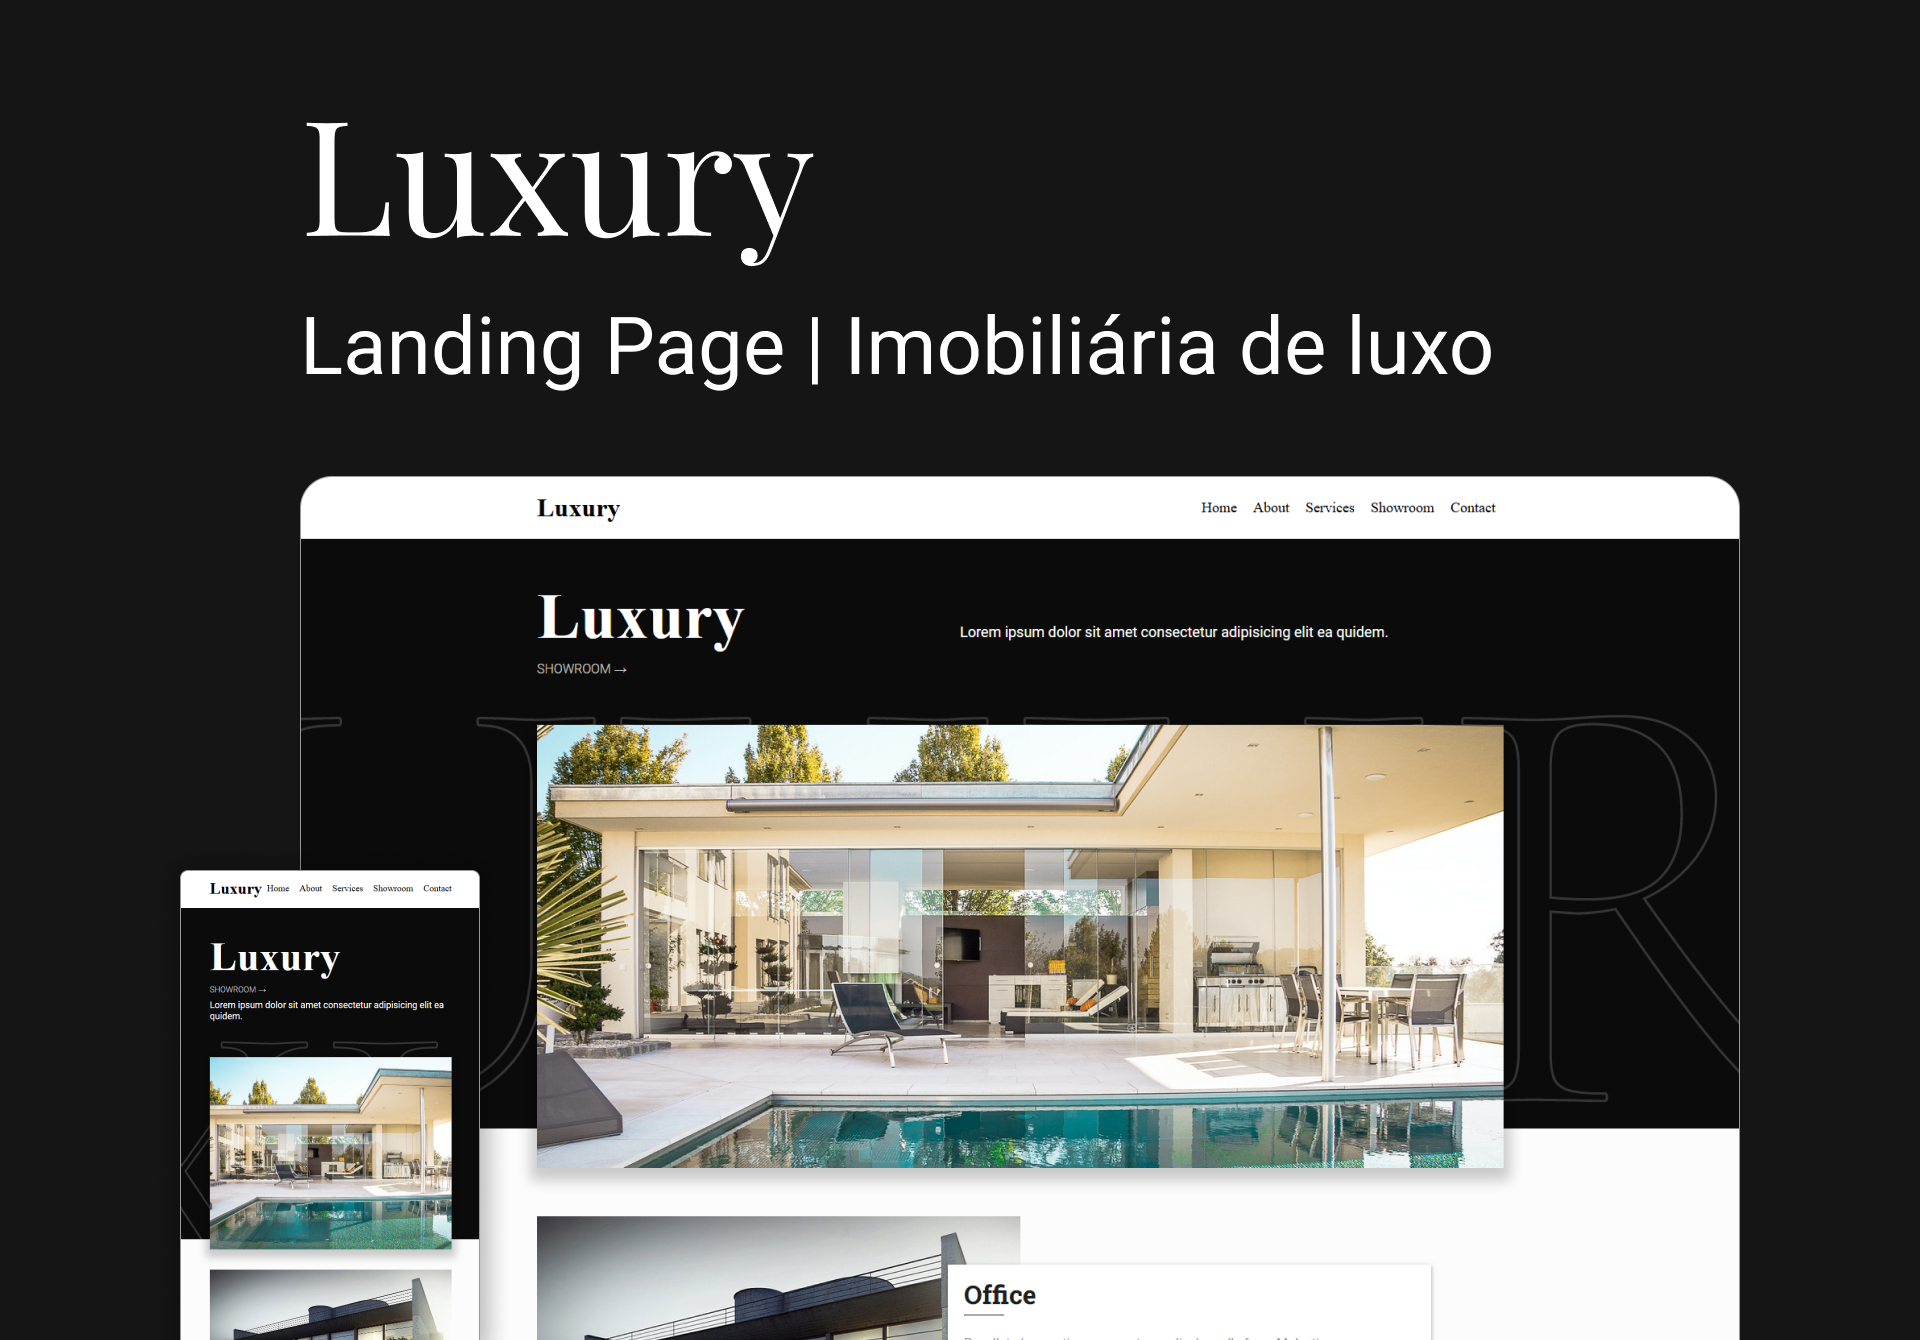 Luxury
Landing Page | Imobiliária de luxo
Luxury
Home About Services Showroom Contact
Luxury
SHOWROOM →
Lorem ipsum dolor sit amet consectetur adipisicing elit ea quidem.
Luxury Home About Services Showroom Contact
Luxury
SHOWROOM →
Lorem ipsum dolor sit amet consectetur adipisicing elit ea
quidem.
Office